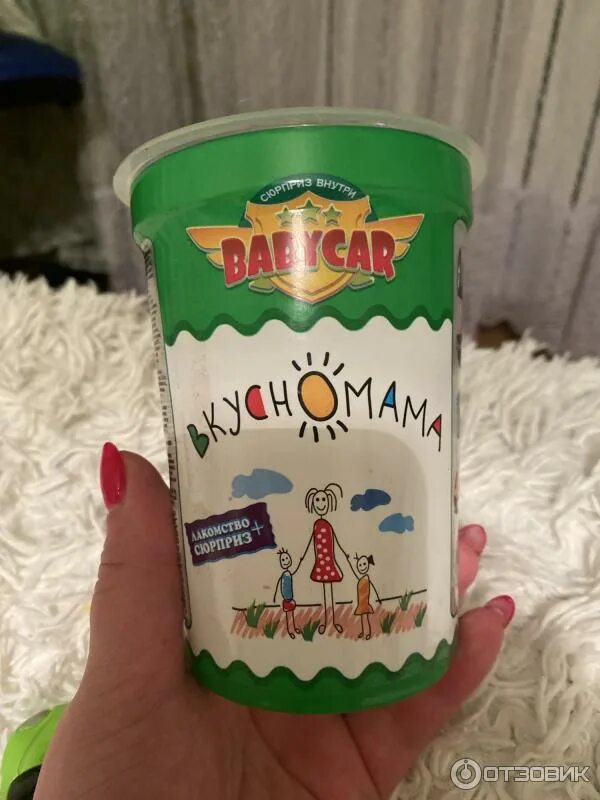 СЮРПРИЗ ВНУТРИ
BABYCAR
ВКУСНОМАМА
ЛАКОМСТВО +
СЮРПРИЗ
ОТЗОВИК